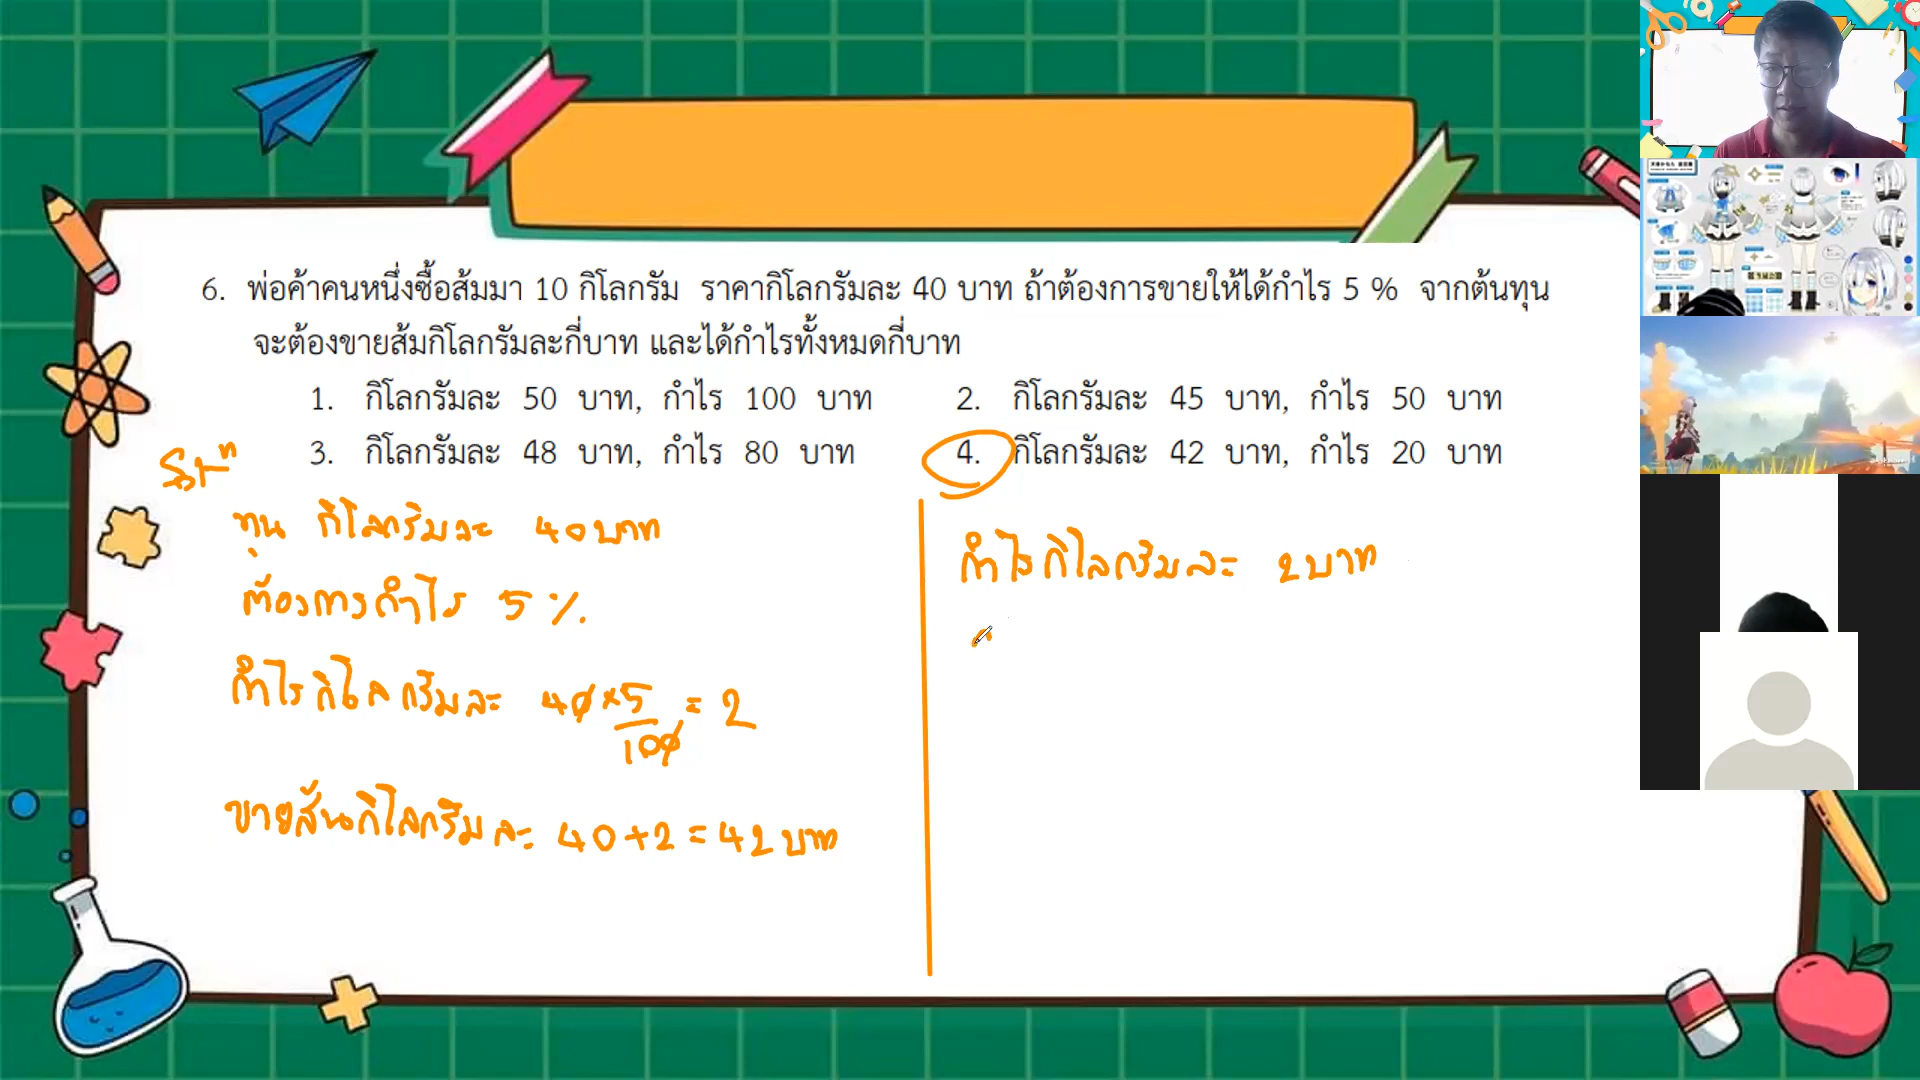 6. พ่อค้าคนหนึ่งซื้อส้มมา 10 กิโลกรัม ราคากิโลกรัมละ 40 บาท ถ้าต้องการขายให้ได้กำไร 5 % จากต้นทุน
จะต้องขายส้มกิโลกรัมละกี่บาท และได้กำไรทั้งหมดกี่บาท
1. กิโลกรัมละ 50 บาท, กำไร 100 บาท
2. กิโลกรัมละ 45 บาท, กำไร 50 บาท
3. กิโลกรัมละ 48 บาท, กำไร 80 บาท
4. กิโลกรัมละ 42 บาท, กำไร 20 บาท
ทุน กิโลกรัมละ 40 บาท
ต้องการกำไร 5 %
กำไรกิโลกรัมละ 40 × 5 / 100 = 2
ขายส้มกิโลกรัมละ 40 + 2 = 42 บาท
กำไรกิโลกรัมละ 2 บาท